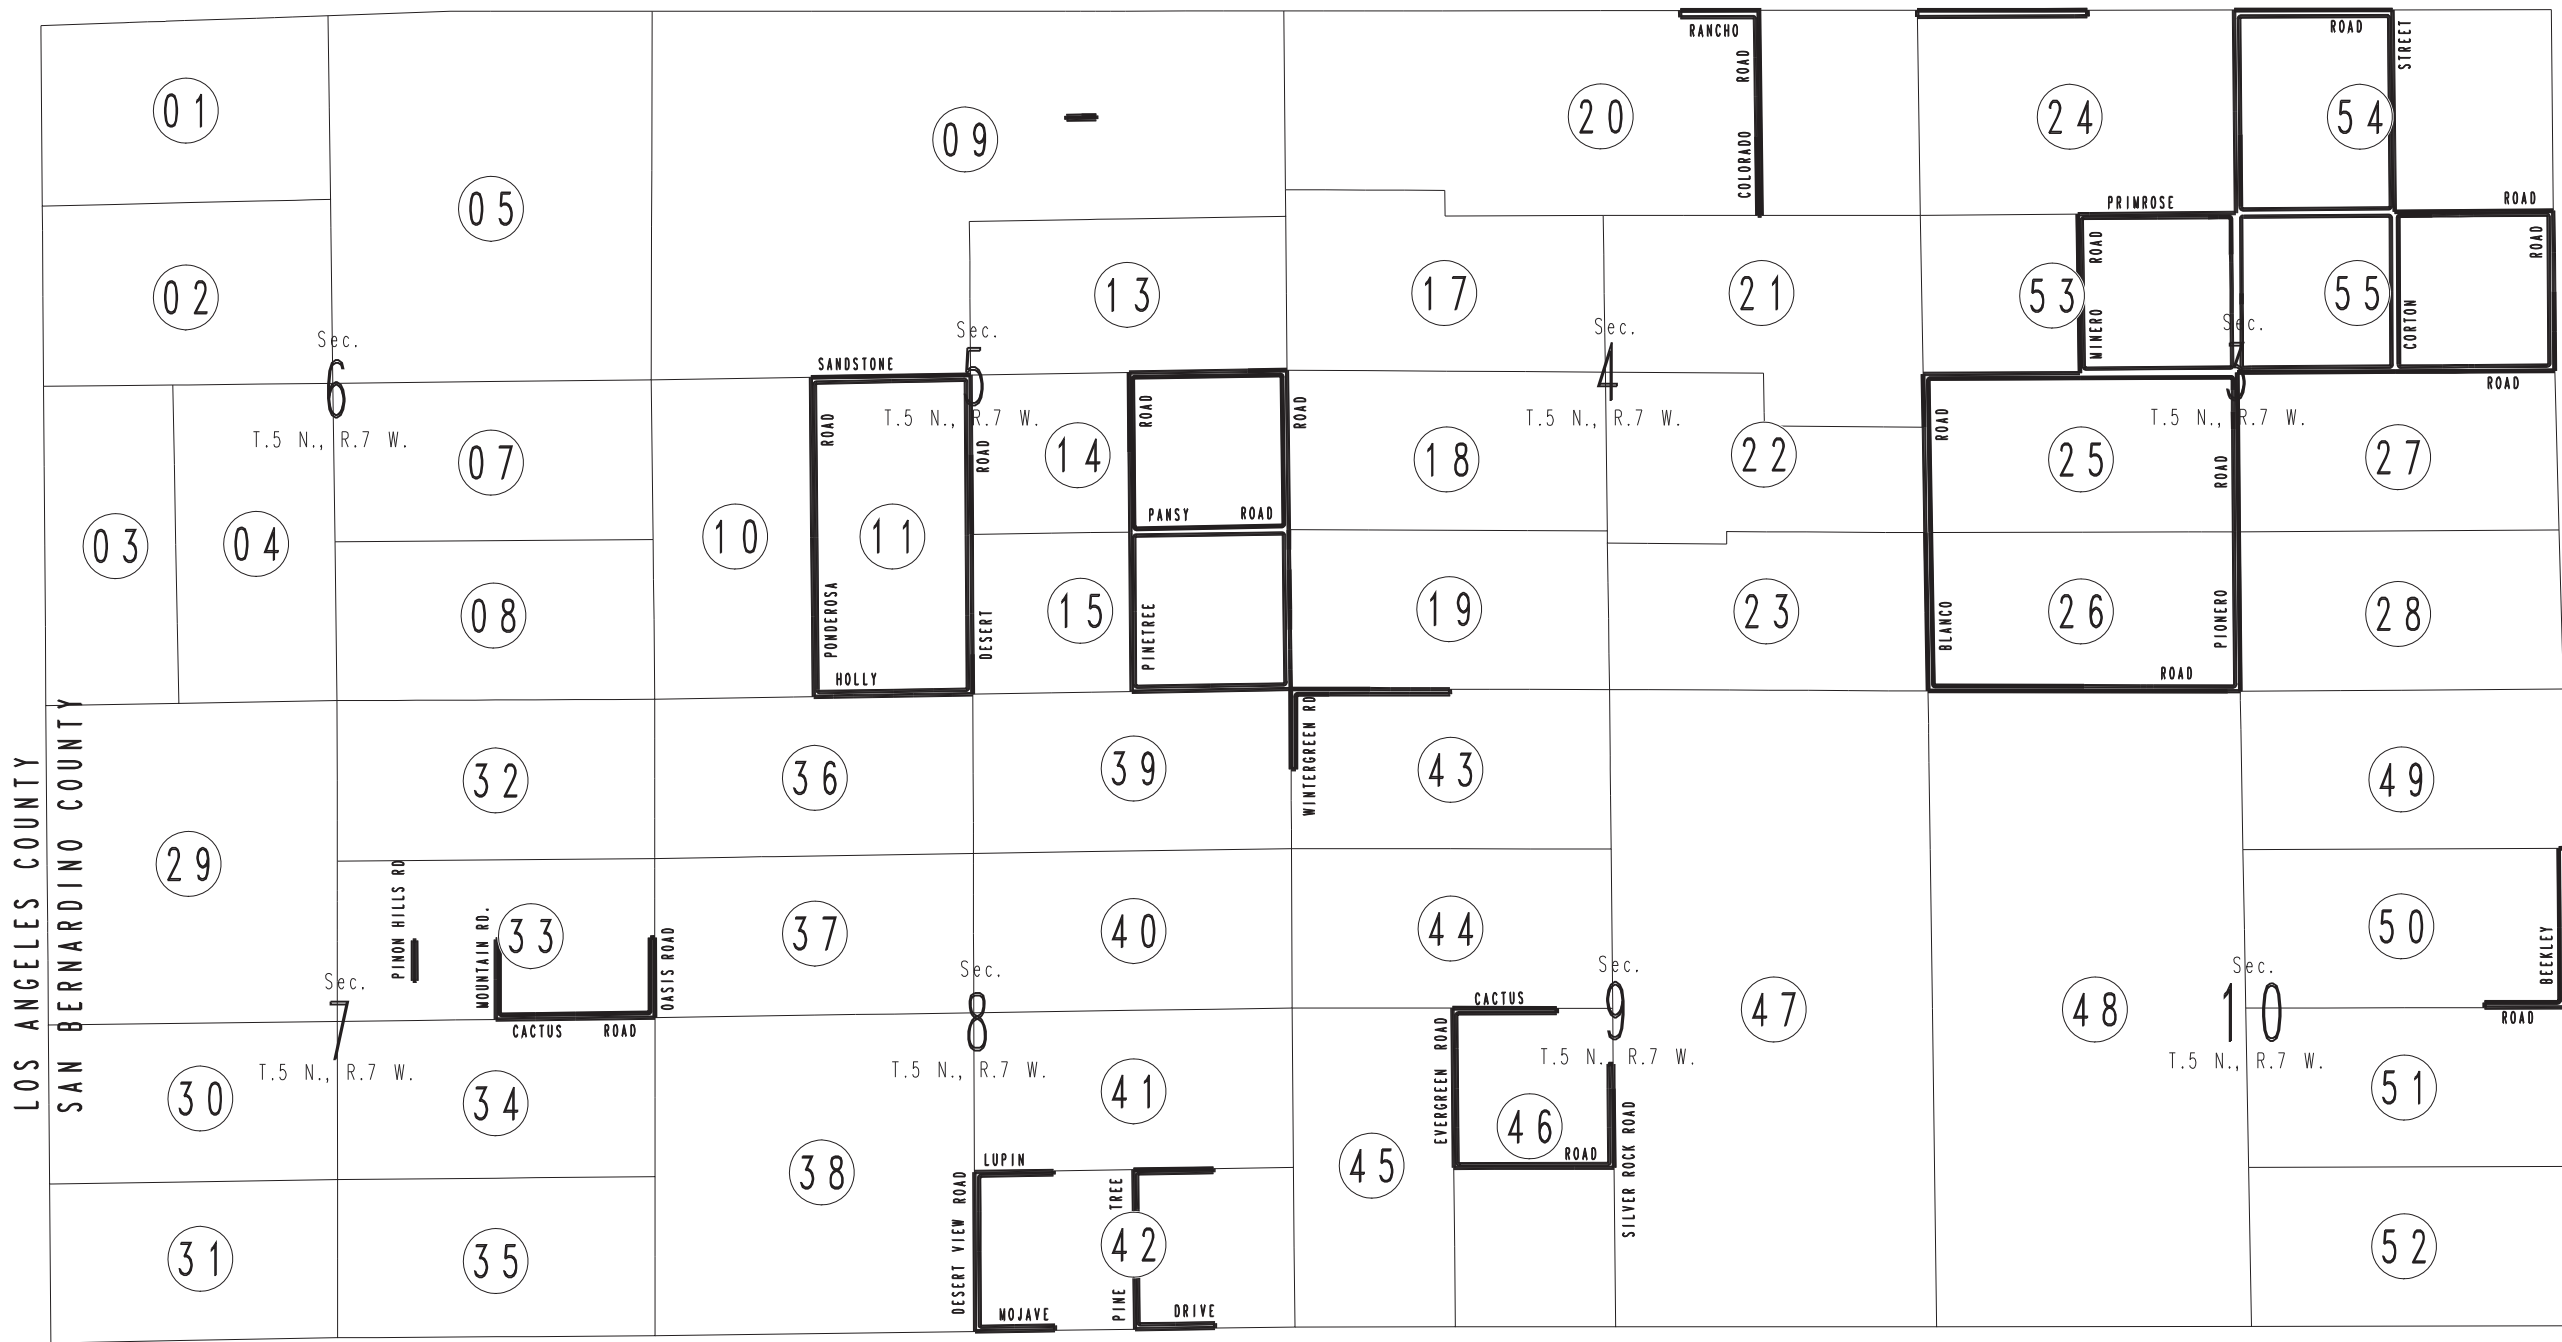 RANCHO
ROAD
COLORADO
ROAD
STREET
01
09
20
24
54
05
PRIMROSE
ROAD
02
13
17
21
53
ROAD
MINERO
55
CORTON
ROAD
Sec.
6
T.5 N., R.7 W.
Sec.
5
T.5 N., R.7 W.
Sec.
4
T.5 N., R.7 W.
Sec.
3
T.5 N., R.7 W.
ROAD
SANDSTONE
ROAD
PONDEROSA
HOLLY
ROAD
DESERT
ROAD
PANSY ROAD
PINETREE
ROAD
ROAD
BLANCO
ROAD
PIONERO
ROAD
03
04
07
08
10
11
14
15
18
19
22
23
25
26
27
28
LOS ANGELES COUNTY
SAN BERNARDINO COUNTY
WINTERGREEN RD
29
32
36
39
43
49
PINON HILLS RD
MOUNTAIN RD.
33
OASIS ROAD
CACTUS ROAD
37
40
44
50
BEEKLEY
ROAD
Sec.
7
T.5 N., R.7 W.
Sec.
8
T.5 N., R.7 W.
Sec.
9
T.5 N., R.7 W.
Sec.
10
T.5 N., R.7 W.
47
48
CACTUS
EVERGREEN ROAD
46
ROAD
SILVER ROCK ROAD
30
34
38
41
45
51
LUPIN
DESERT VIEW ROAD
MOJAVE
PINE TREE
42
DRIVE
31
35
52